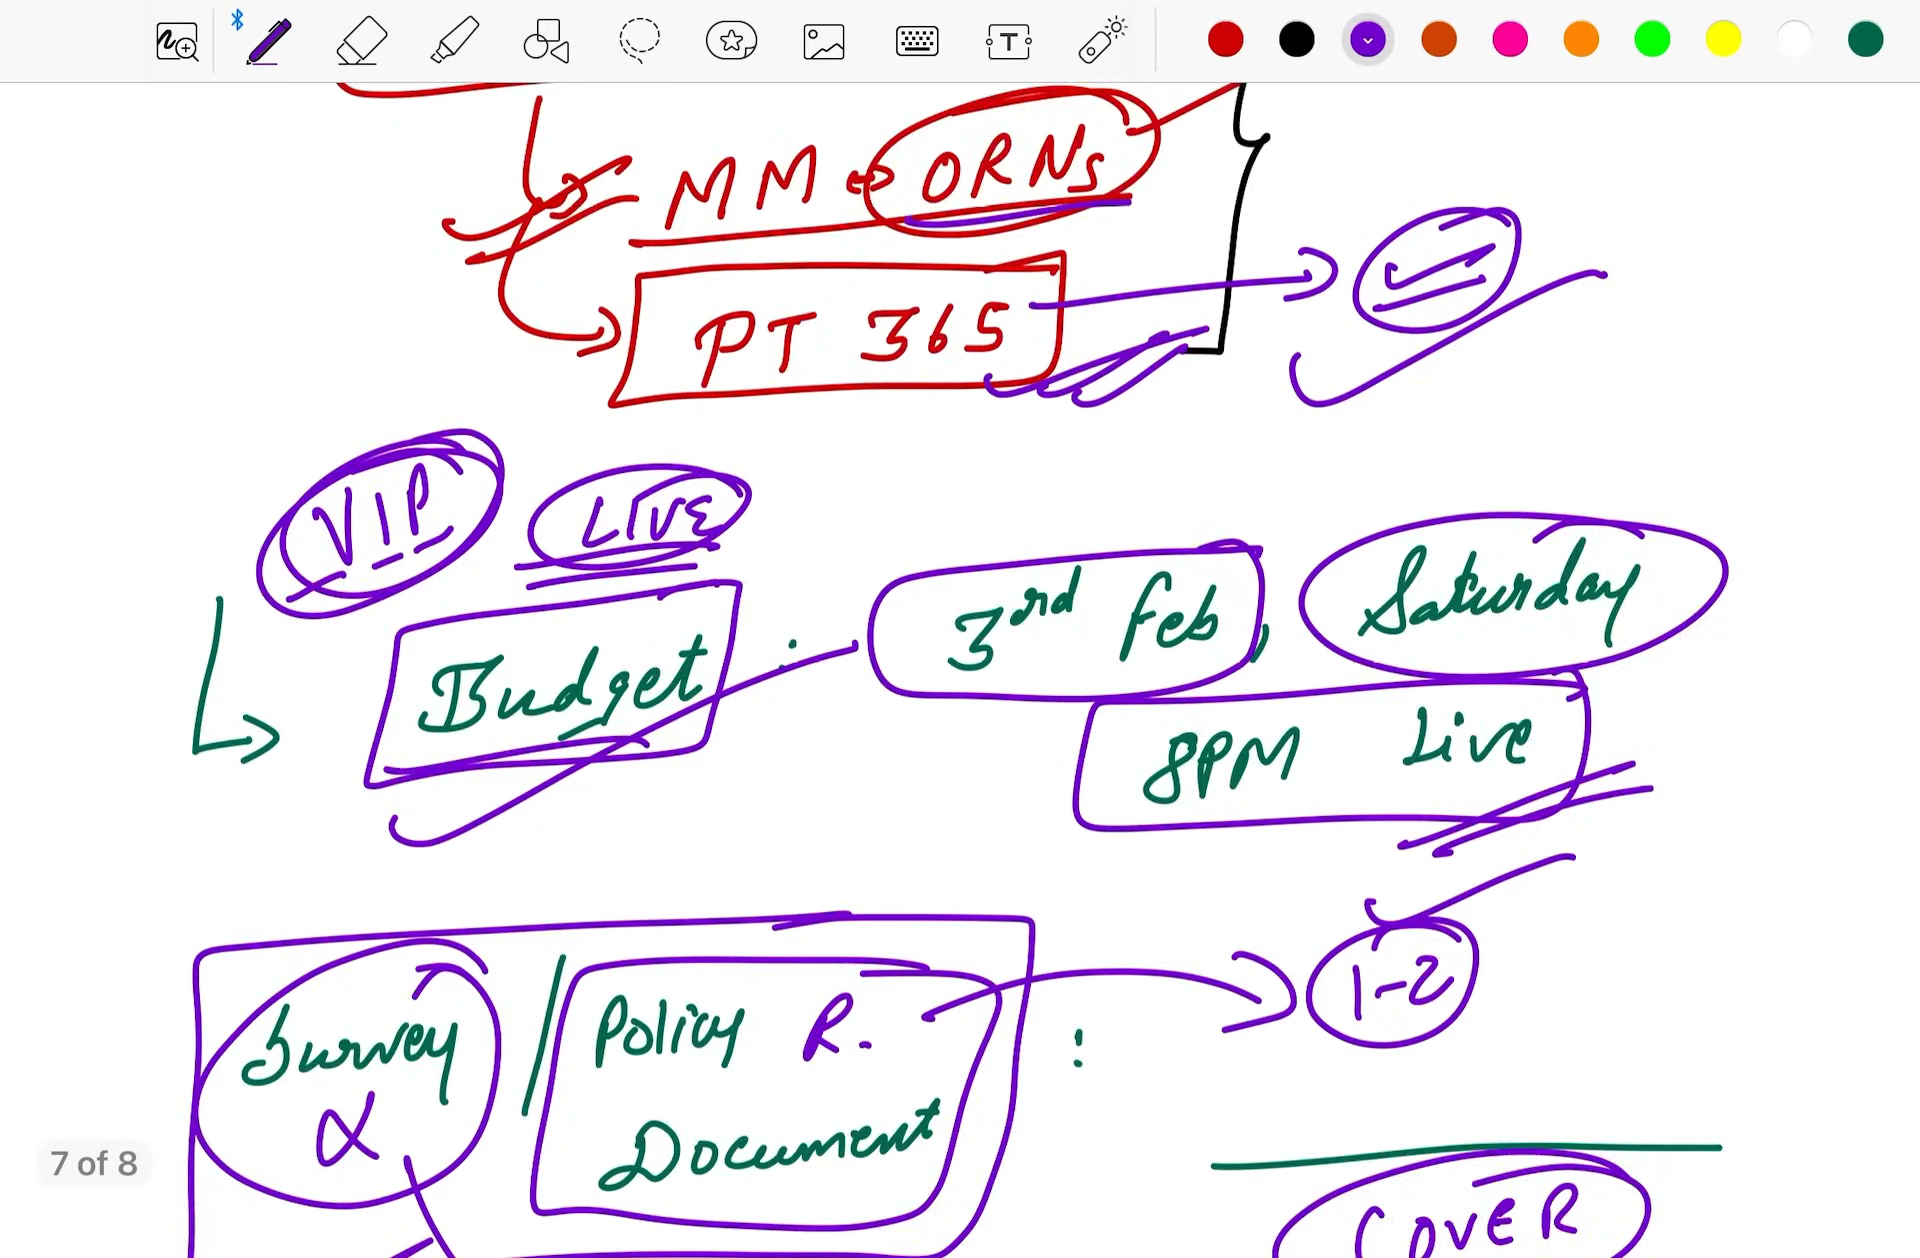 T
MM ORNs
PT 365
VIP LIVE
Budget : 3rd Feb, Saturday
8PM Live
1-2
Survey / Policy R. :
α Document
7 of 8
COVER